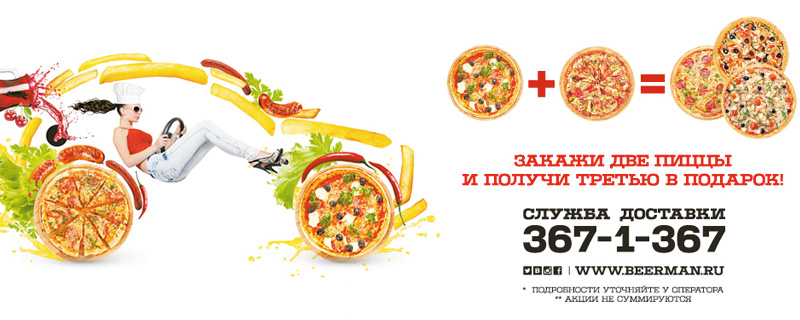 + =
ЗАКАЖИ ДВЕ ПИЦЦЫ
И ПОЛУЧИ ТРЕТЬЮ В ПОДАРОК!
СЛУЖБА ДОСТАВКИ
367-1-367
| WWW.BEERMAN.RU
* ПОДРОБНОСТИ УТОЧНЯЙТЕ У ОПЕРАТОРА
** АКЦИИ НЕ СУММИРУЮТСЯ